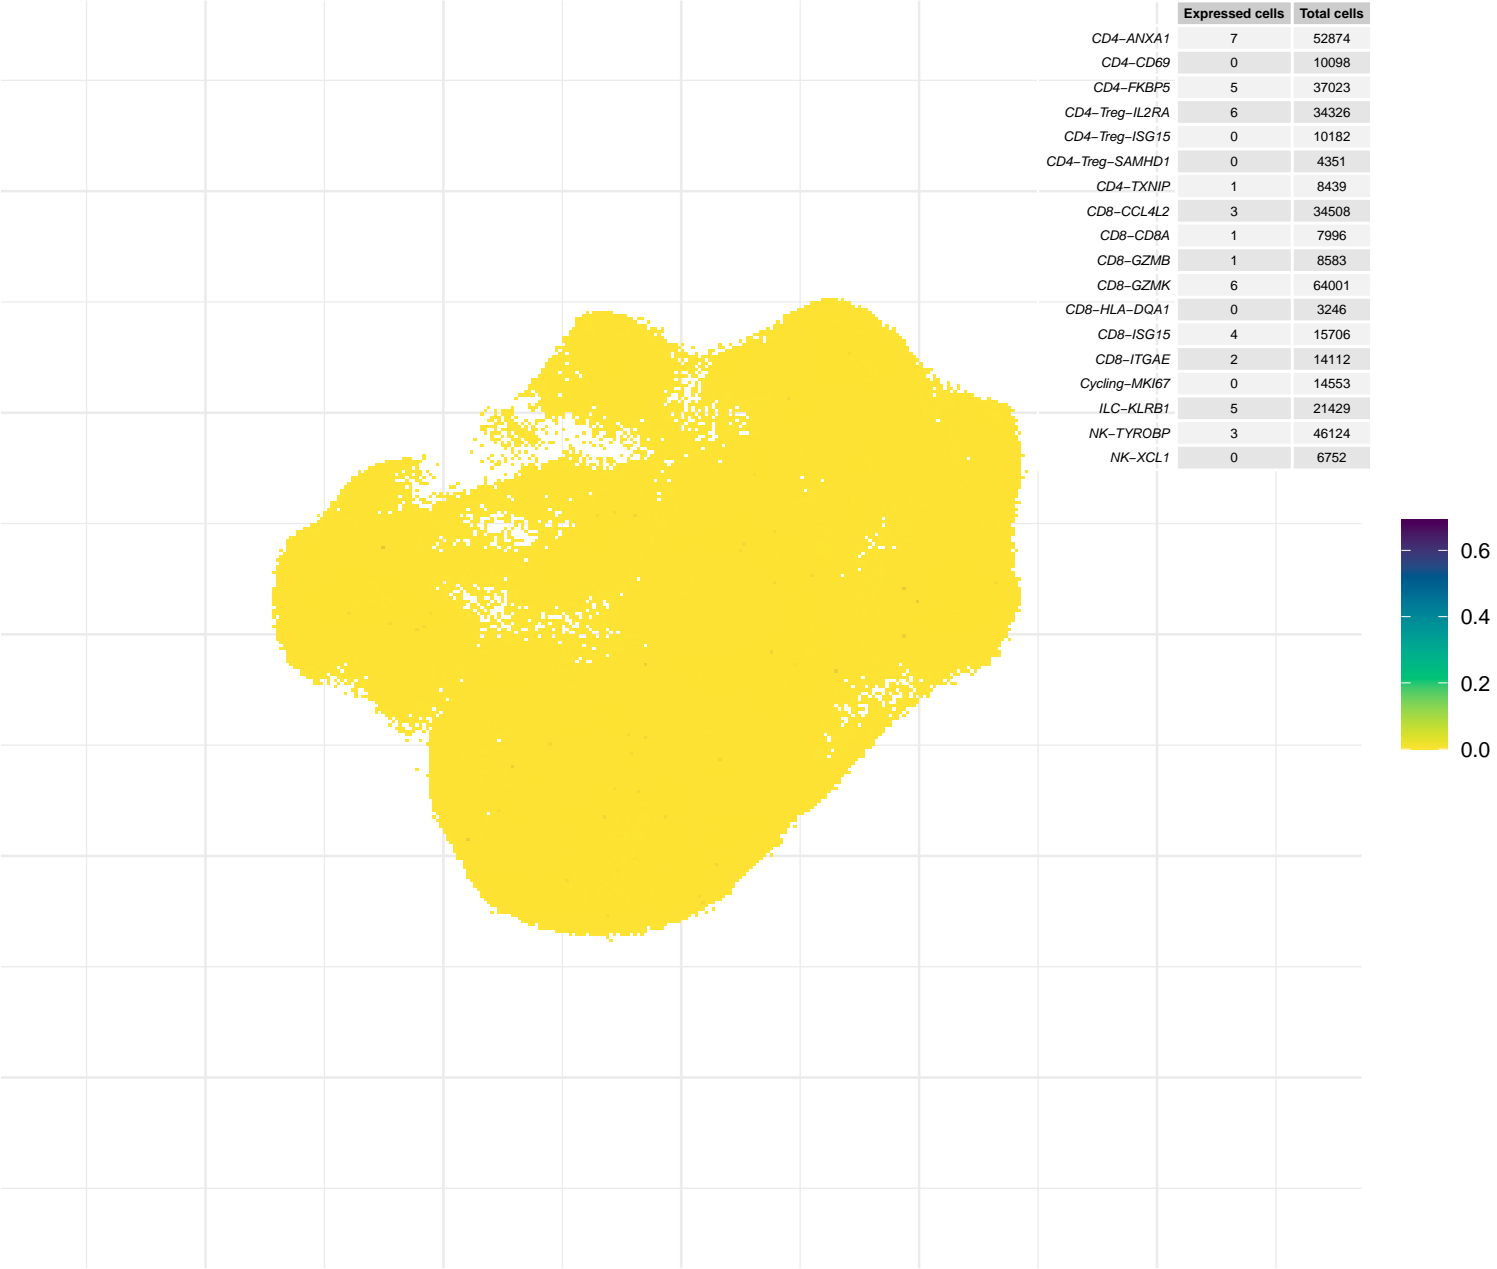 Expressed cells Total cells
CD4−ANXA1 7 52874
CD4−CD69 0 10098
CD4−FKBP5 5 37023
CD4−Treg−IL2RA 6 34326
CD4−Treg−ISG15 0 10182
CD4−Treg−SAMHD1 0 4351
CD4−TXNIP 1 8439
CD8−CCL4L2 3 34508
CD8−CD8A 1 7996
CD8−GZMB 1 8583
CD8−GZMK 6 64001
CD8−HLA−DQA1 0 3246
CD8−ISG15 4 15706
CD8−ITGAE 2 14112
Cycling−MKI67 0 14553
ILC−KLRB1 5 21429
NK−TYROBP 3 46124
NK−XCL1 0 6752
0.6
0.4
0.2
0.0